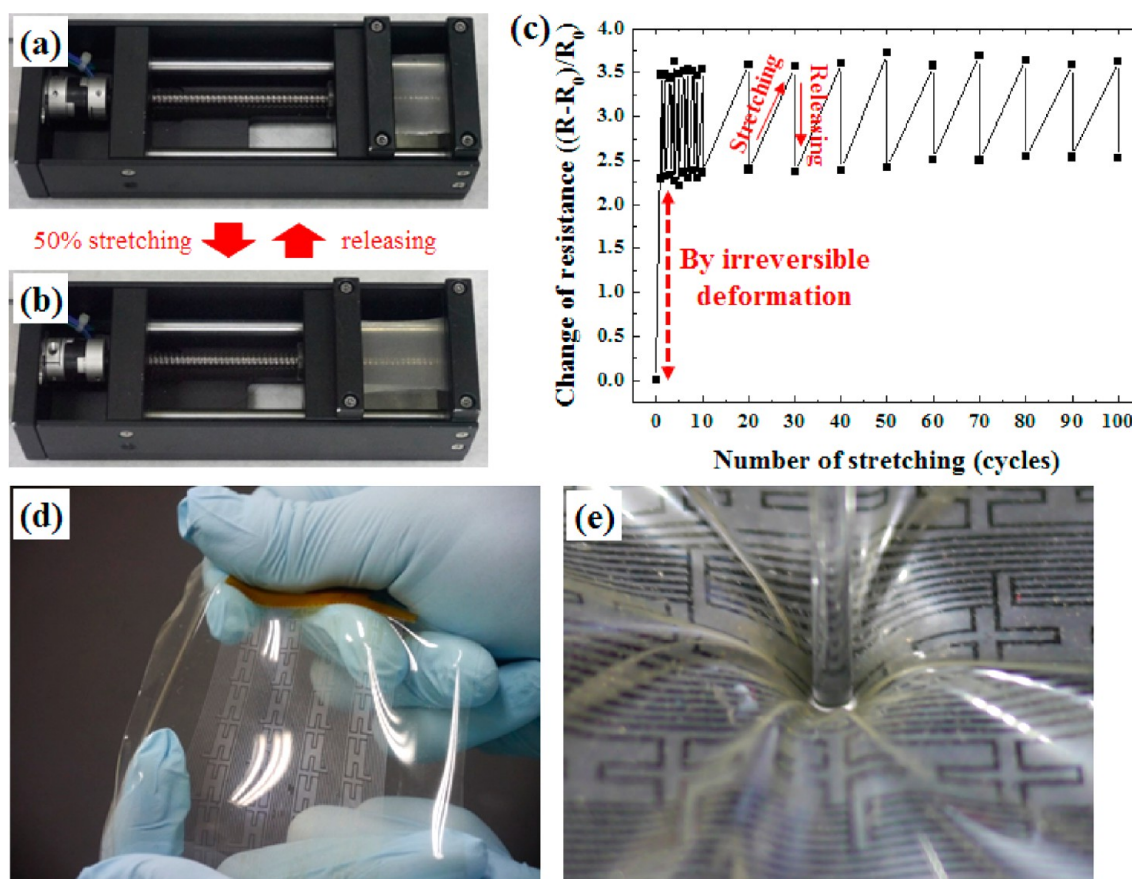 (a)
50% stretching
releasing
(b)
(c)
Change of resistance ((R-R₀)/R₀)
4.0
3.5
3.0
2.5
2.0
1.5
1.0
0.5
0.0
Stretching
Releasing
By irreversible
deformation
0 10 20 30 40 50 60 70 80 90 100
Number of stretching (cycles)
(d)
(e)